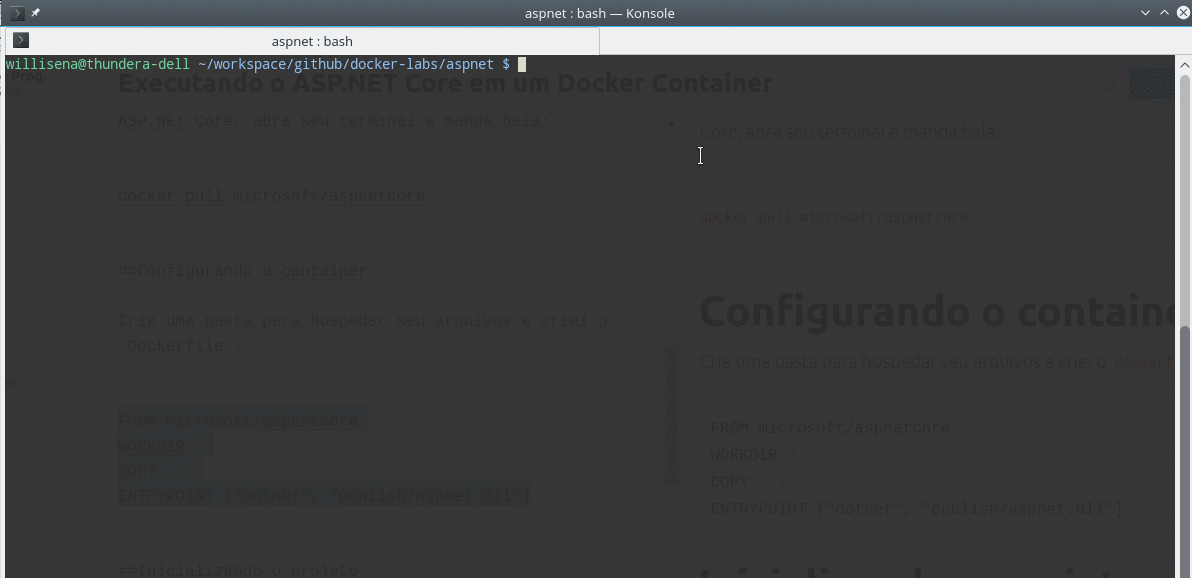 aspnet : bash — Konsole
aspnet : bash
willisena@thundera-dell ~/workspace/github/docker-labs/aspnet $
Prog.
Executando o ASP.NET Core em um Docker Container
ASP.NET Core, abra seu terminal e manda bala:
docker pull microsoft/aspnetcore
##Configurando o container
Crie uma pasta para hospedar seu arquivos e criei o
Dockerfile :
FROM microsoft/aspnetcore
WORKDIR /
COPY . .
ENTRYPOINT ["dotnet", "publish/aspnet.dll"]
##Inicializando o projeto
Core, abra seu terminal e manda bala:
docker pull microsoft/aspnetcore
Configurando o containe
Crie uma pasta para hospedar seu arquivos e criei o Dockerf
FROM microsoft/aspnetcore
WORKDIR /
COPY . .
ENTRYPOINT ["dotnet", "publish/aspnet.dll"]